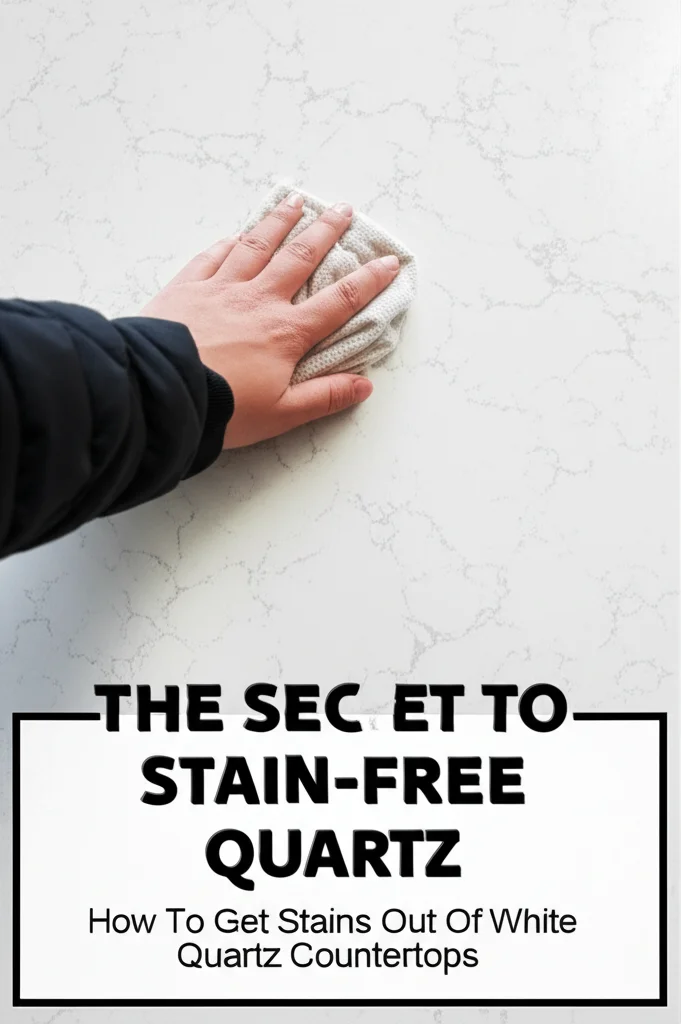 THE SEC ET TO
STAIN-FREE
QUARTZ
How To Get Stains Out Of White
Quartz Countertops